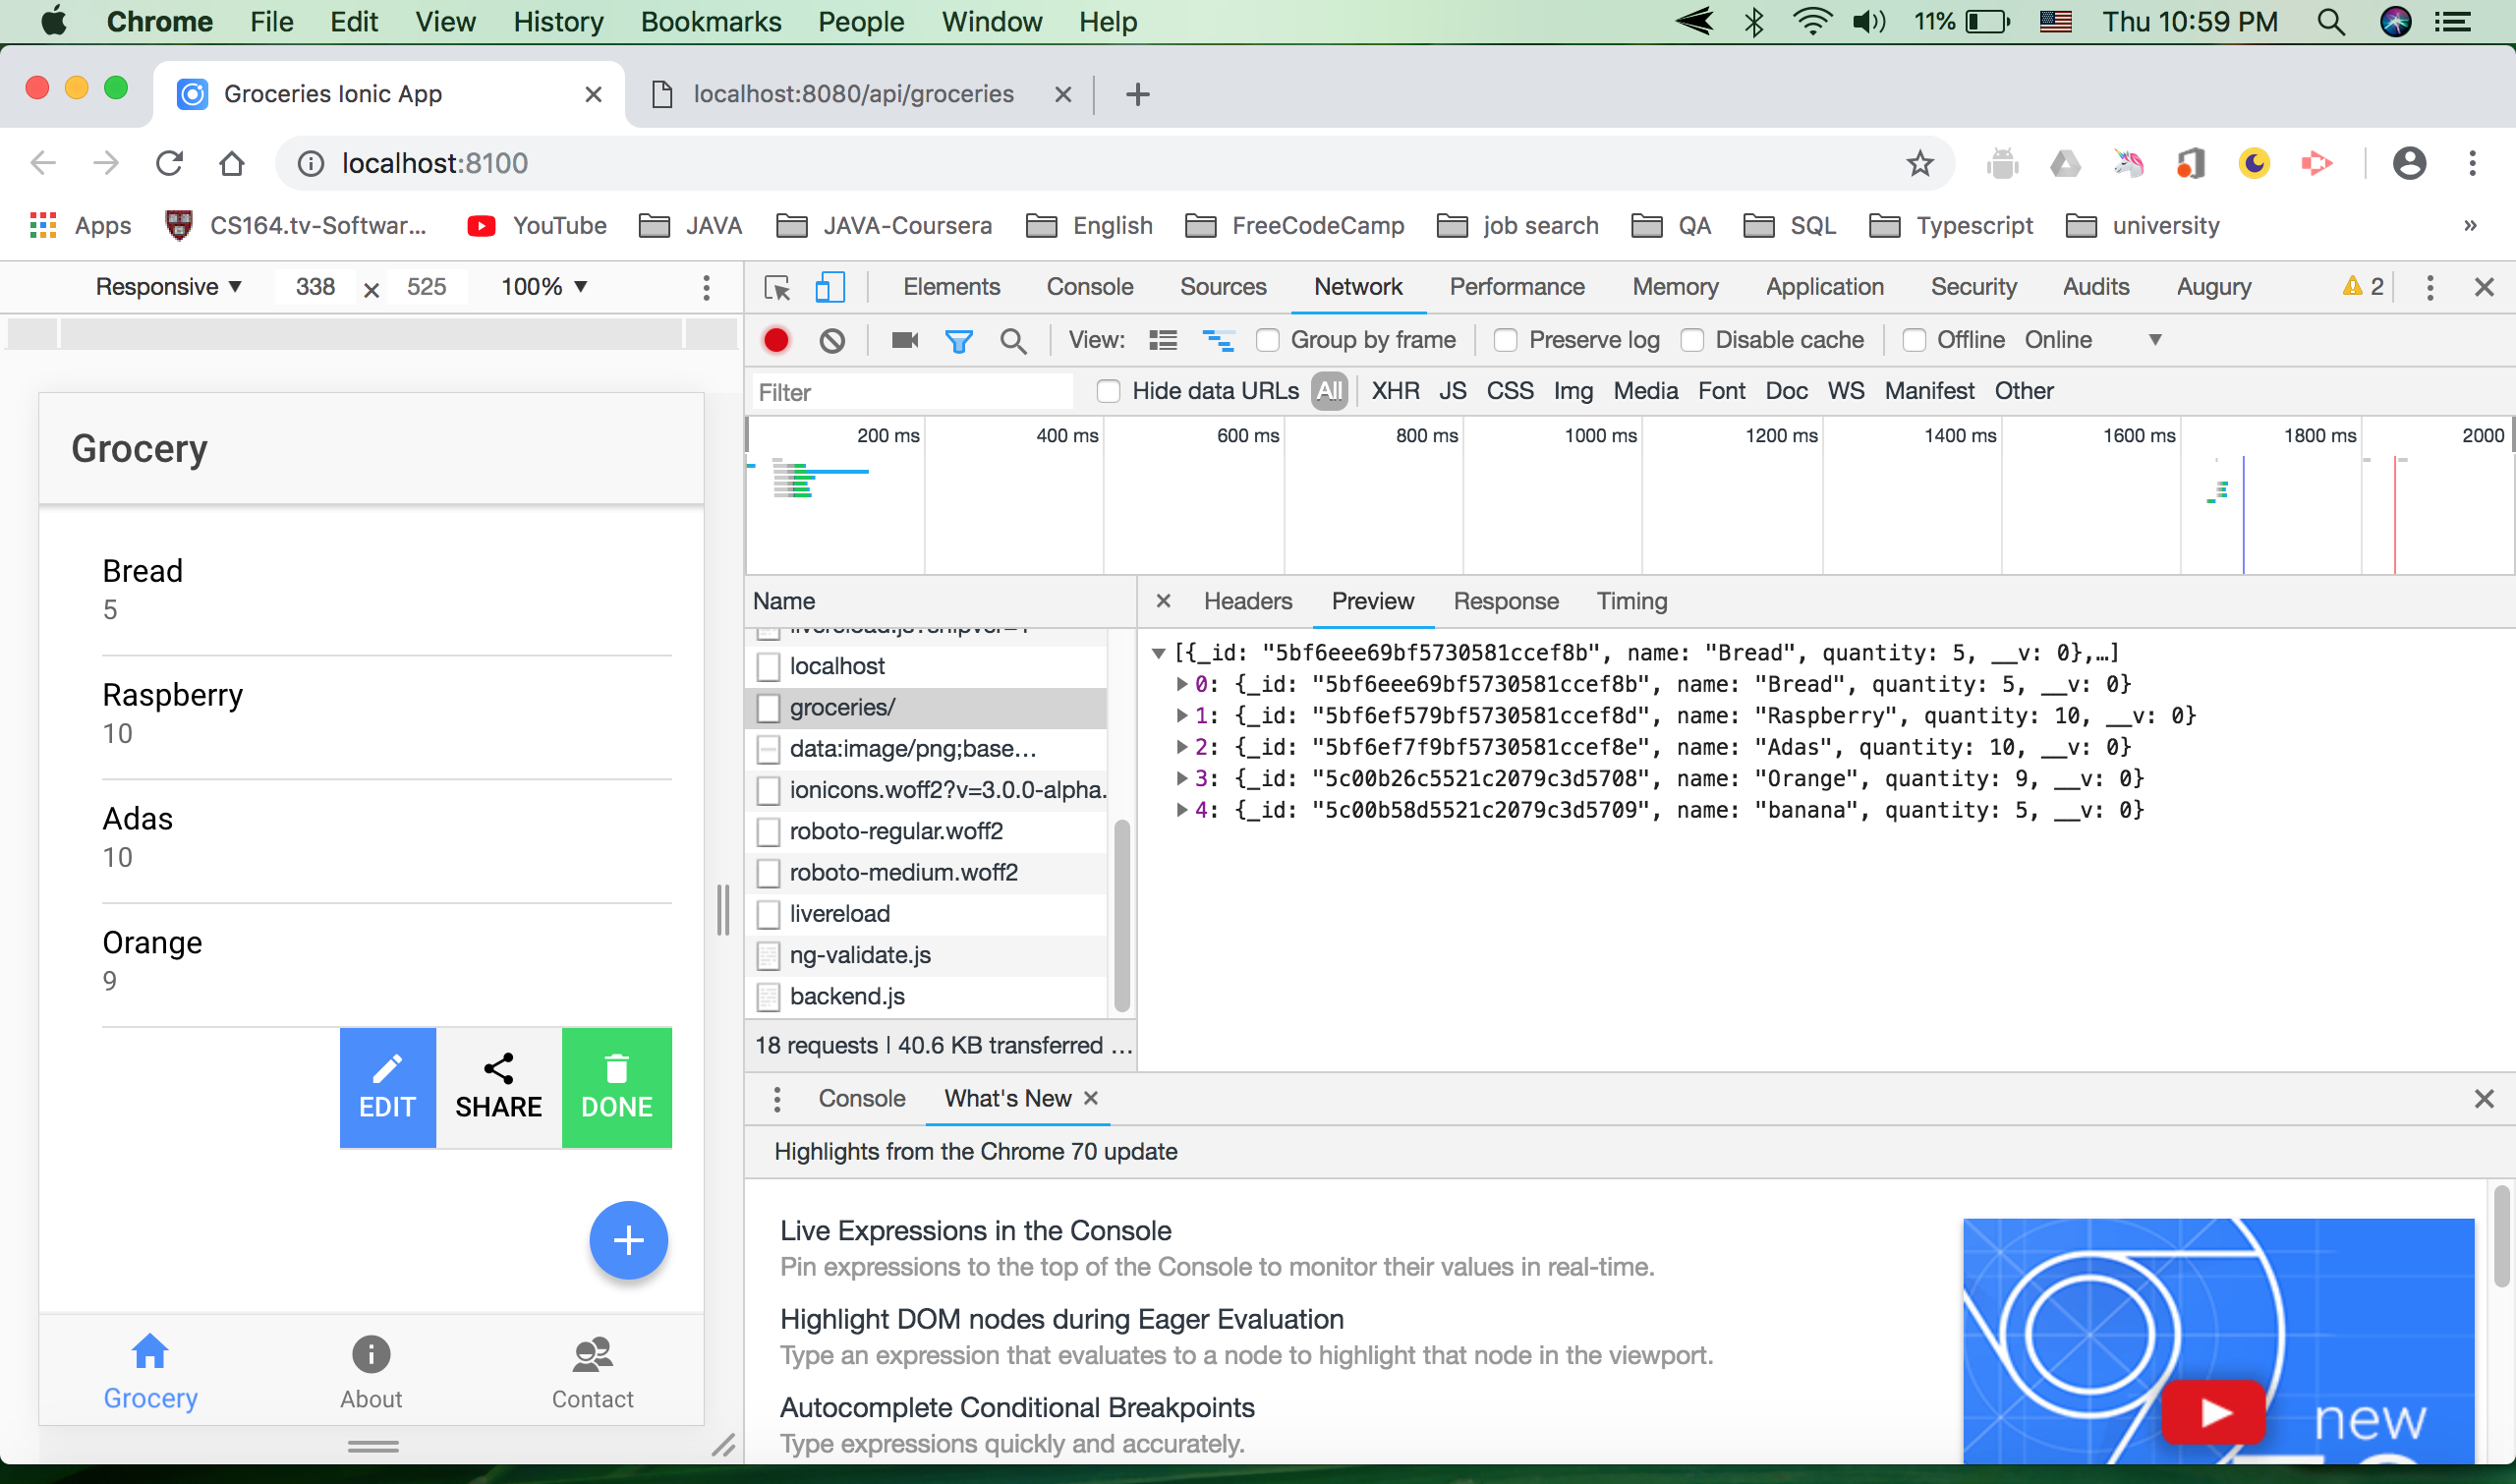 Chrome File Edit View History Bookmarks People Window Help 11% Thu 10:59 PM
Groceries Ionic App localhost:8080/api/groceries
localhost:8100
Apps CS164.tv-Softwar... YouTube JAVA JAVA-Coursera English FreeCodeCamp job search QA SQL Typescript university »
Responsive ▼ 338 × 525 100% ▼
Elements Console Sources Network Performance Memory Application Security Audits Augury 2
View: Group by frame Preserve log Disable cache Offline Online ▼
Filter Hide data URLs All XHR JS CSS Img Media Font Doc WS Manifest Other
200 ms 400 ms 600 ms 800 ms 1000 ms 1200 ms 1400 ms 1600 ms 1800 ms 2000
Grocery
Bread
5
Raspberry
10
Adas
10
Orange
9
EDIT SHARE DONE
Grocery About Contact
Name
livereload.js?snipver=1
localhost
groceries/
data:image/png;base...
ionicons.woff2?v=3.0.0-alpha.
roboto-regular.woff2
roboto-medium.woff2
livereload
ng-validate.js
backend.js
18 requests | 40.6 KB transferred ...
Headers Preview Response Timing
▼[{_id: "5bf6eee69bf5730581ccef8b", name: "Bread", quantity: 5, __v: 0},…]
▶0: {_id: "5bf6eee69bf5730581ccef8b", name: "Bread", quantity: 5, __v: 0}
▶1: {_id: "5bf6ef579bf5730581ccef8d", name: "Raspberry", quantity: 10, __v: 0}
▶2: {_id: "5bf6ef7f9bf5730581ccef8e", name: "Adas", quantity: 10, __v: 0}
▶3: {_id: "5c00b26c5521c2079c3d5708", name: "Orange", quantity: 9, __v: 0}
▶4: {_id: "5c00b58d5521c2079c3d5709", name: "banana", quantity: 5, __v: 0}
Console What's New
Highlights from the Chrome 70 update
Live Expressions in the Console
Pin expressions to the top of the Console to monitor their values in real-time.
Highlight DOM nodes during Eager Evaluation
Type an expression that evaluates to a node to highlight that node in the viewport.
Autocomplete Conditional Breakpoints
Type expressions quickly and accurately.
new